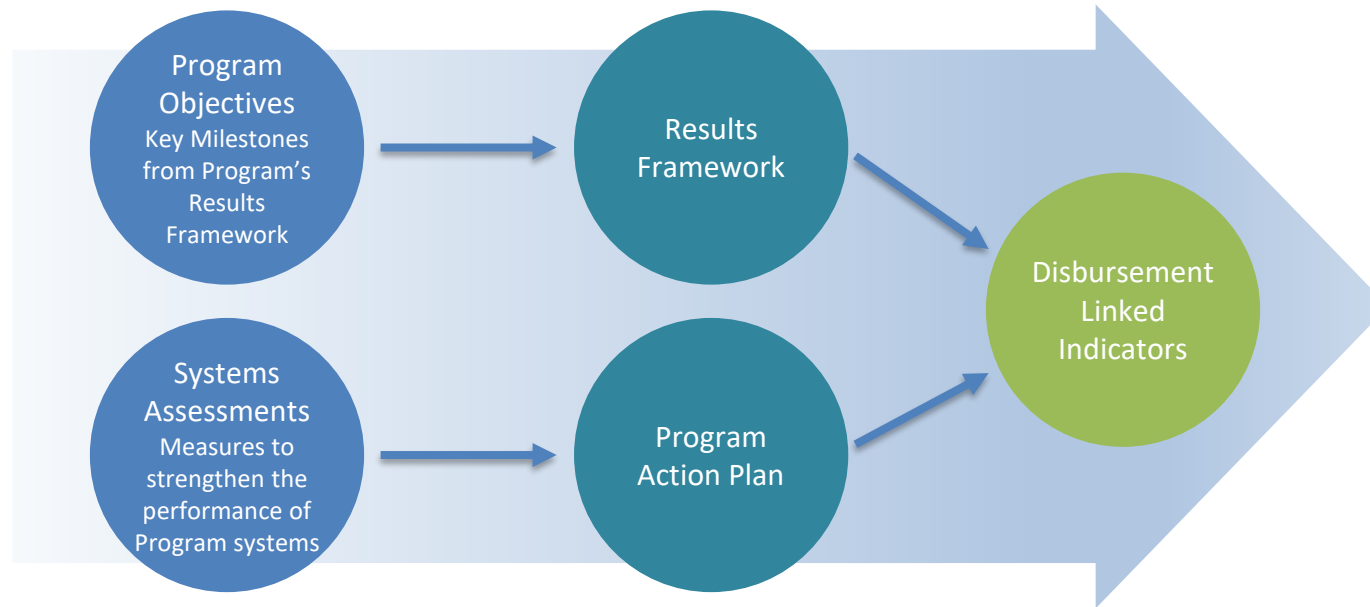 Program
Objectives
Key Milestones
from Program’s
Results
Framework
Results
Framework
Systems
Assessments
Measures to
strengthen the
performance of
Program systems
Program
Action Plan
Disbursement
Linked
Indicators